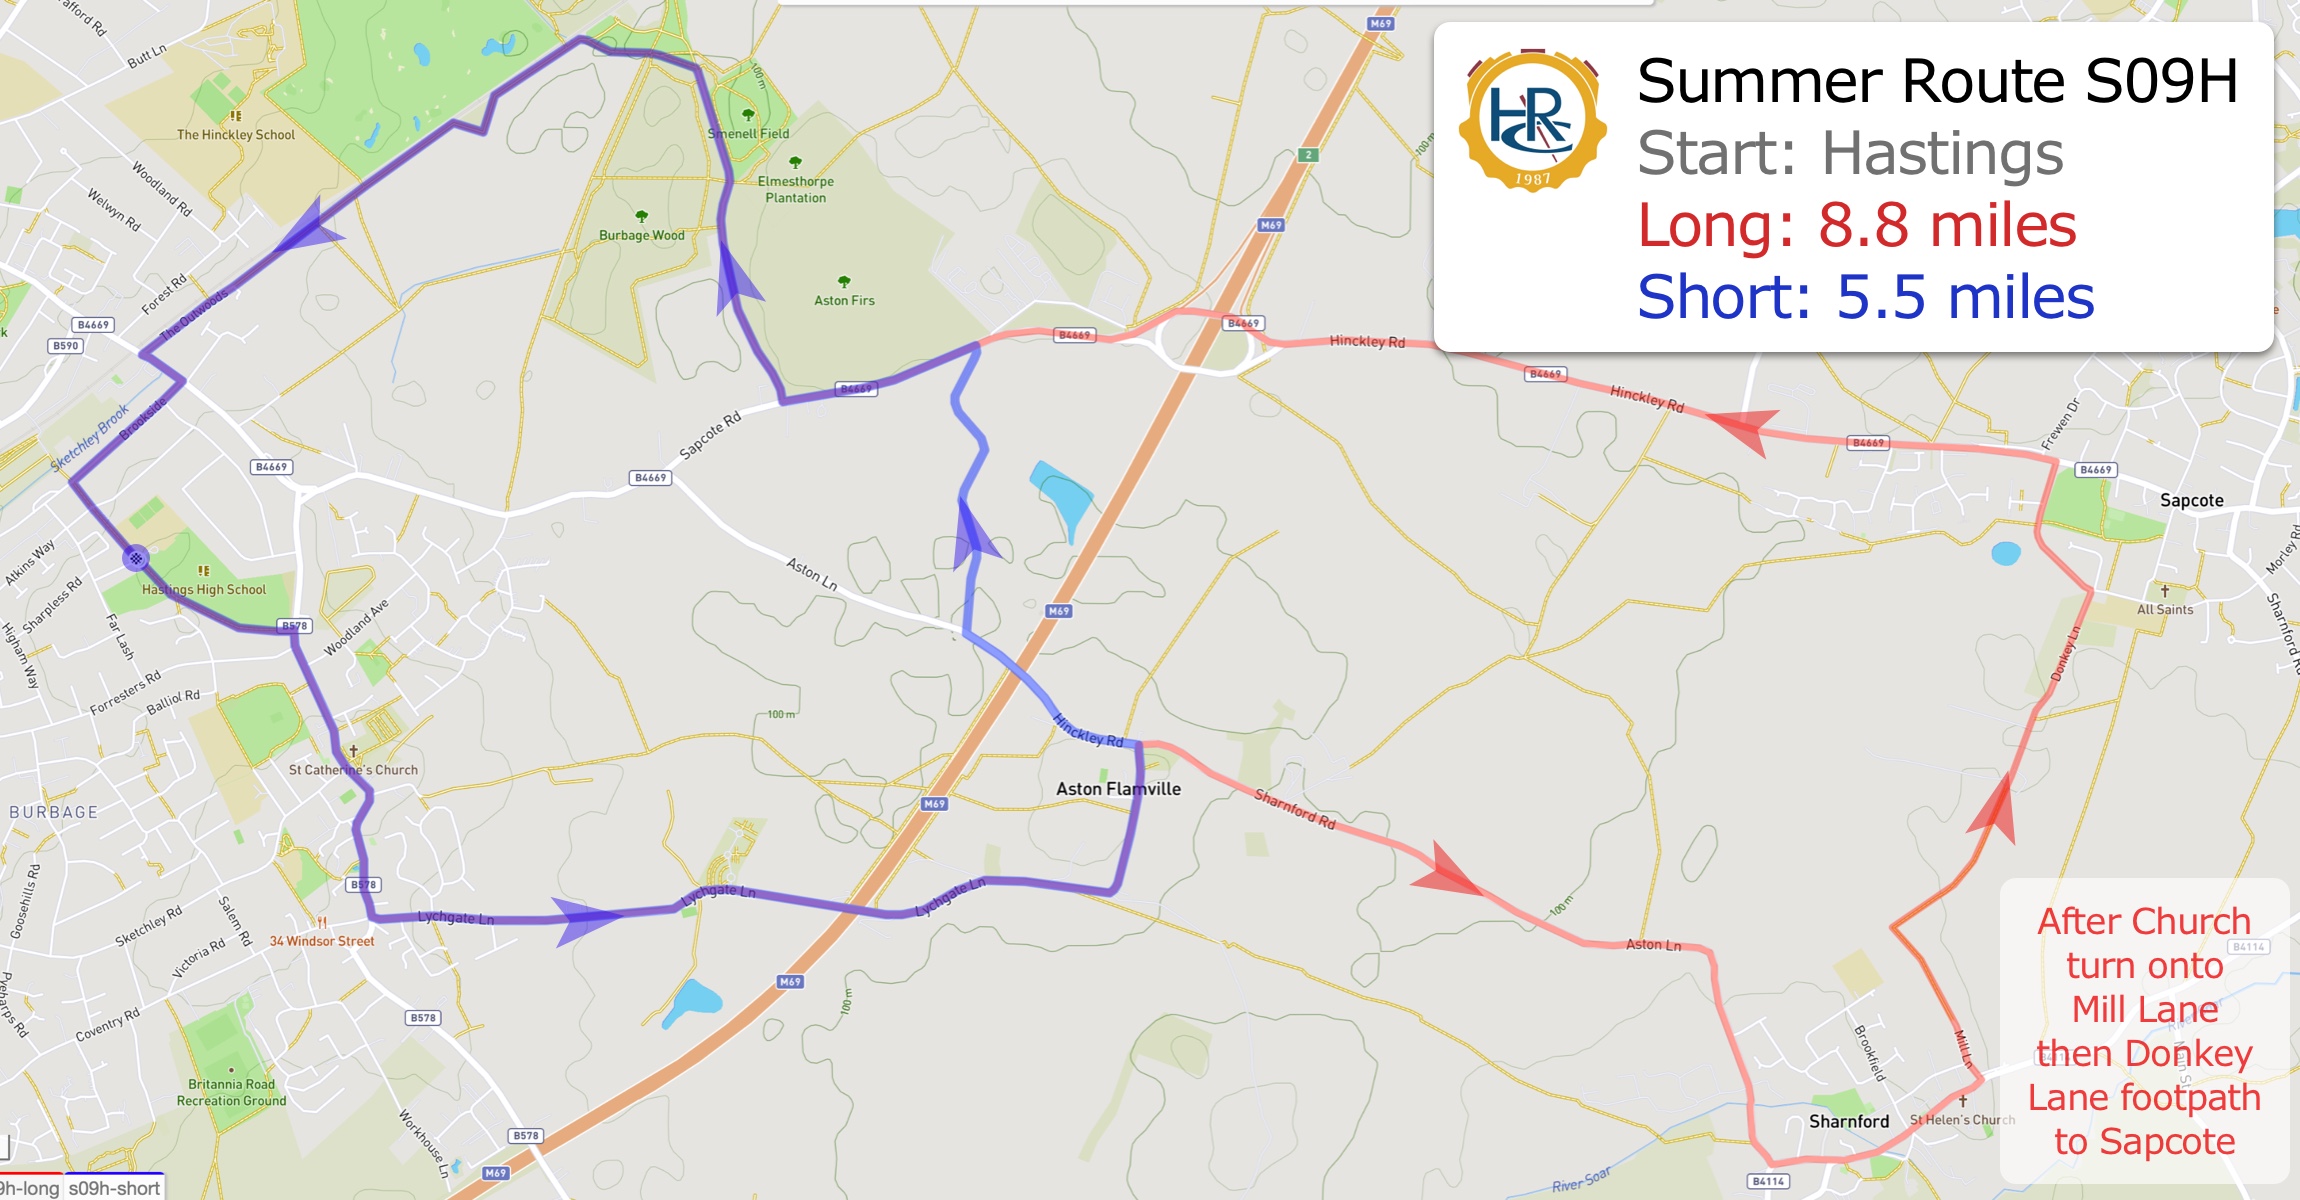 Summer Route S09H
Start: Hastings
Long: 8.8 miles
Short: 5.5 miles
HR
1987
After Church
turn onto
Mill Lane
then Donkey
Lane footpath
to Sapcote
Butt Ln
The Hinckley School
Woodland Rd
Welwyn Rd
Forest Rd
The Outwoods
B4669
B590
Sketchley Brook
Brookside
B4669
Smenell Field
100 m
Elmesthorpe
Plantation
Burbage Wood
Aston Firs
M69
2
M69
100 m
B4669
B4669
Hinckley Rd
B4669
Hinckley Rd
B4669
Frewen Dr
B4669
Sapcote
Morley Rd
All Saints
Sharnford Rd
Donkey Ln
B4669
Sapcote Rd
B4669
Aston Ln
M69
Atkins Way
Sharpless Rd
Higham Way
Hastings High School
Far Lash
B578
Woodland Ave
Forresters Rd
Balliol Rd
St Catherine's Church
BURBAGE
100 m
Hinckley Rd
Aston Flamville
M69
Sharnford Rd
Goosehills Rd
B578
Lychgate Ln
Lychgate Ln
Lychgate Ln
34 Windsor Street
Sketchley Rd
Salem Rd
Victoria Rd
Coventry Rd
B578
M69
100 m
100 m
Aston Ln
B4114
Britannia Road
Recreation Ground
Workhouse Ln
B578
M69
Brookfield
Mill Ln
Sharnford
St Helen's Church
B4114
River Soar
9h-long
s09h-short